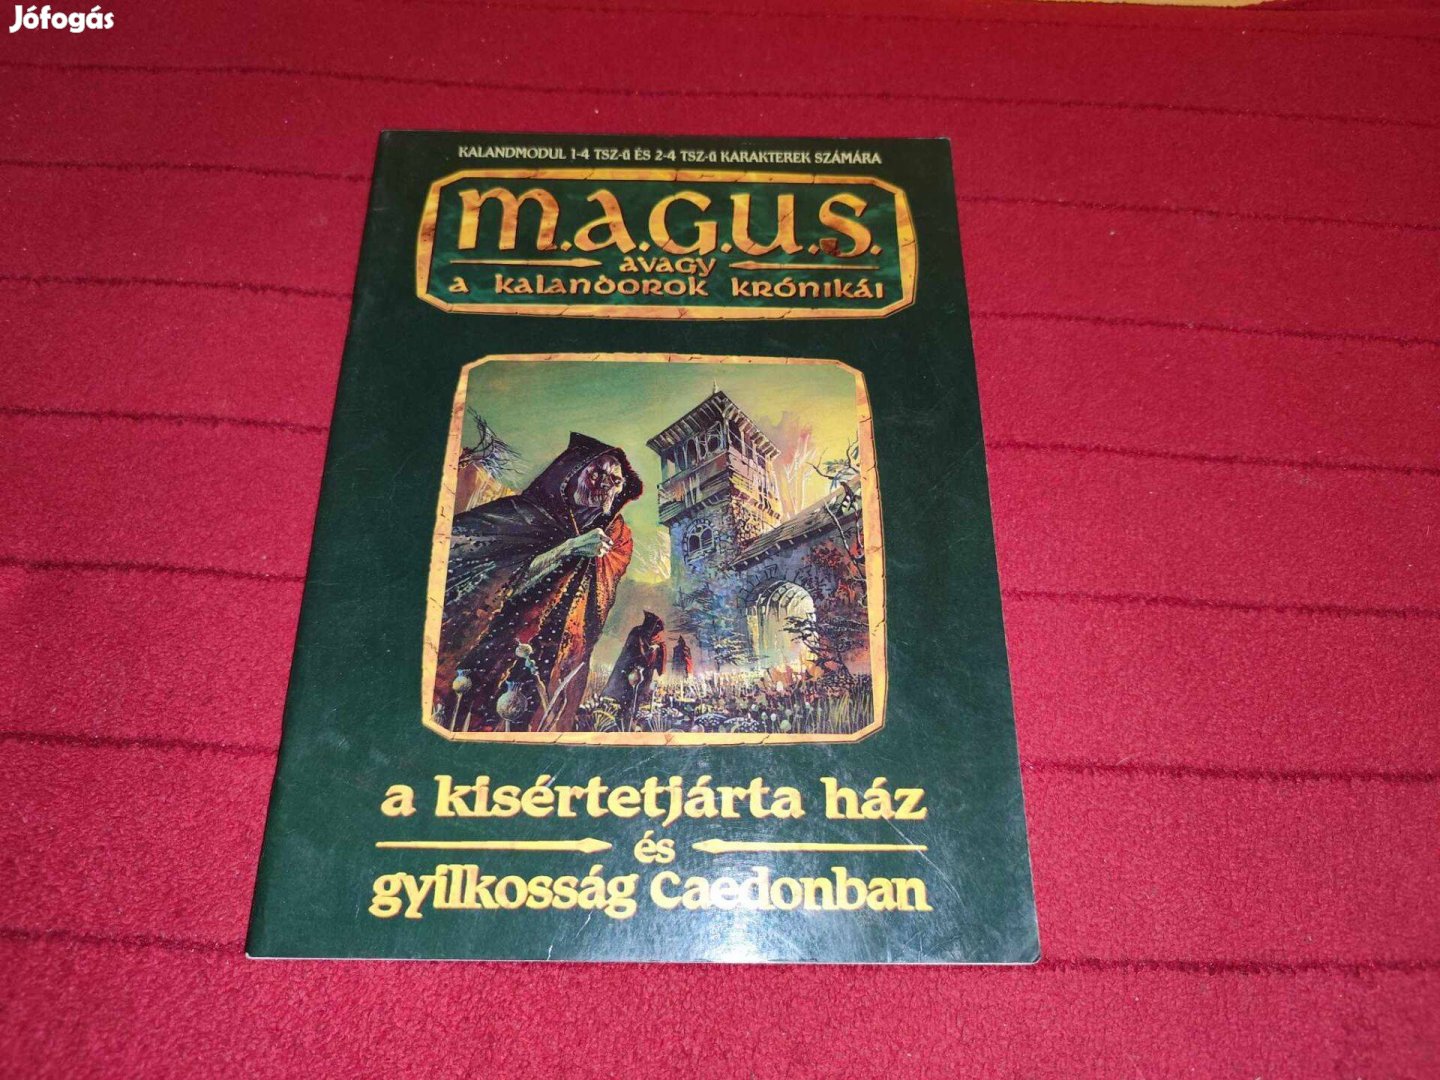 Jófogás
KALANDMODUL 1-4 TSZ-ű ÉS 2-4 TSZ-ű KARAKTEREK SZÁMÁRA
M.A.G.U.S.
avagy
a kalandorok krónikái
a kisértetjárta ház
és
gyilkosság Caedonban